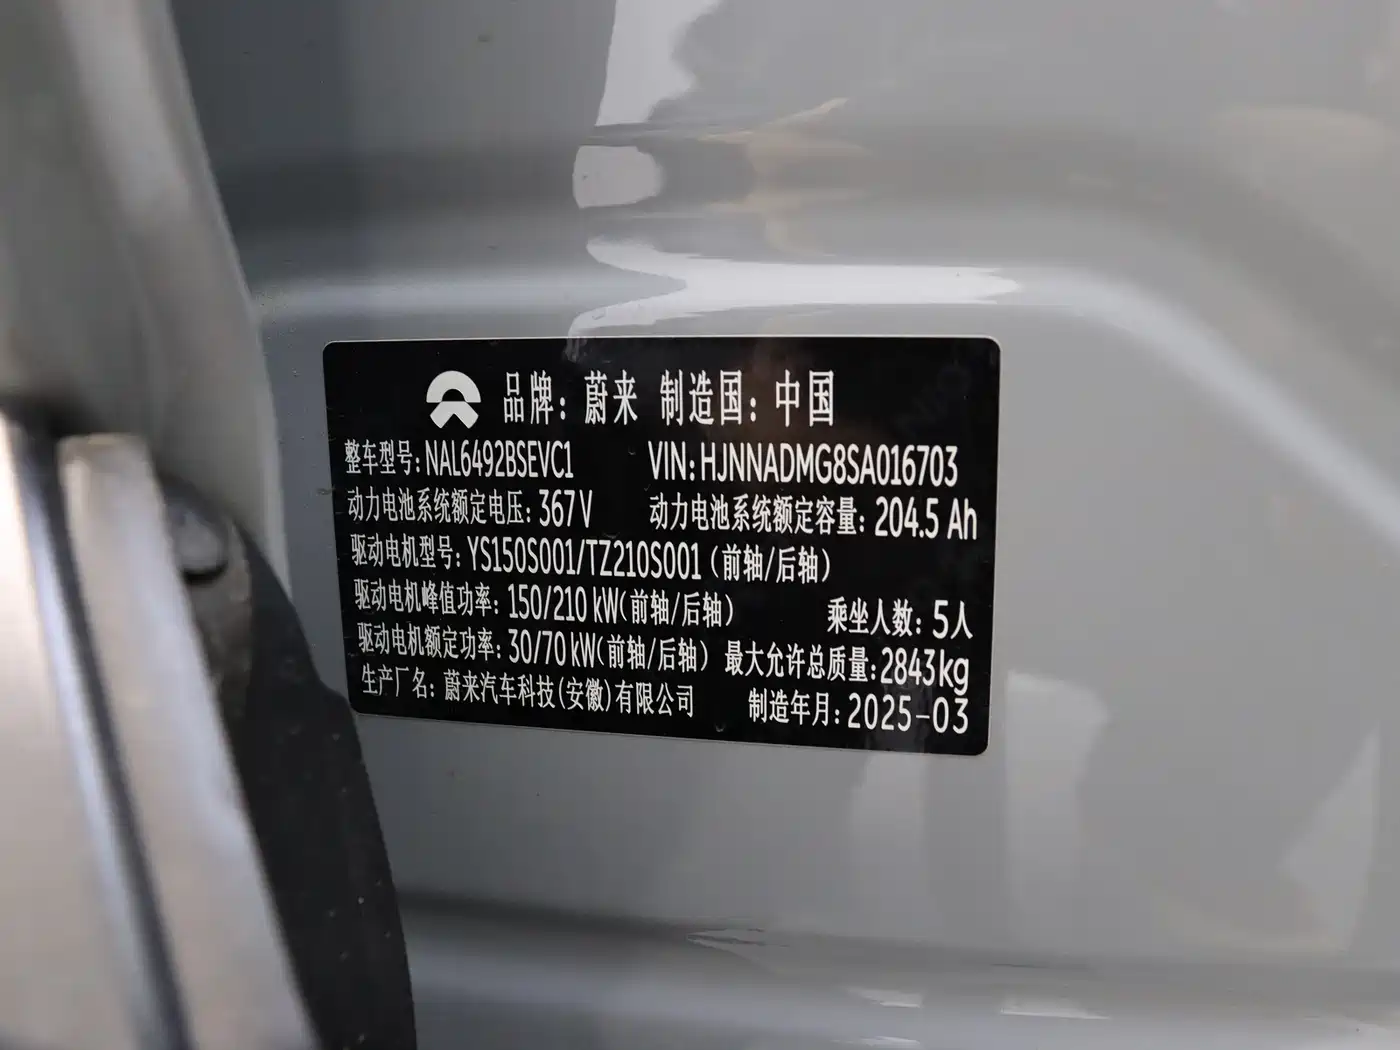 品牌：蔚来 制造国：中国
整车型号：NAL6492BSEVC1 VIN：HJNNADMG8SA016703
动力电池系统额定电压：367V 动力电池系统额定容量：204.5 Ah
驱动电机型号：YS150S001/TZ210S001（前轴/后轴）
驱动电机峰值功率：150/210 kW（前轴/后轴） 乘坐人数：5人
驱动电机额定功率：30/70 kW（前轴/后轴） 最大允许总质量：2843kg
生产厂名：蔚来汽车科技（安徽）有限公司 制造年月：2025-03